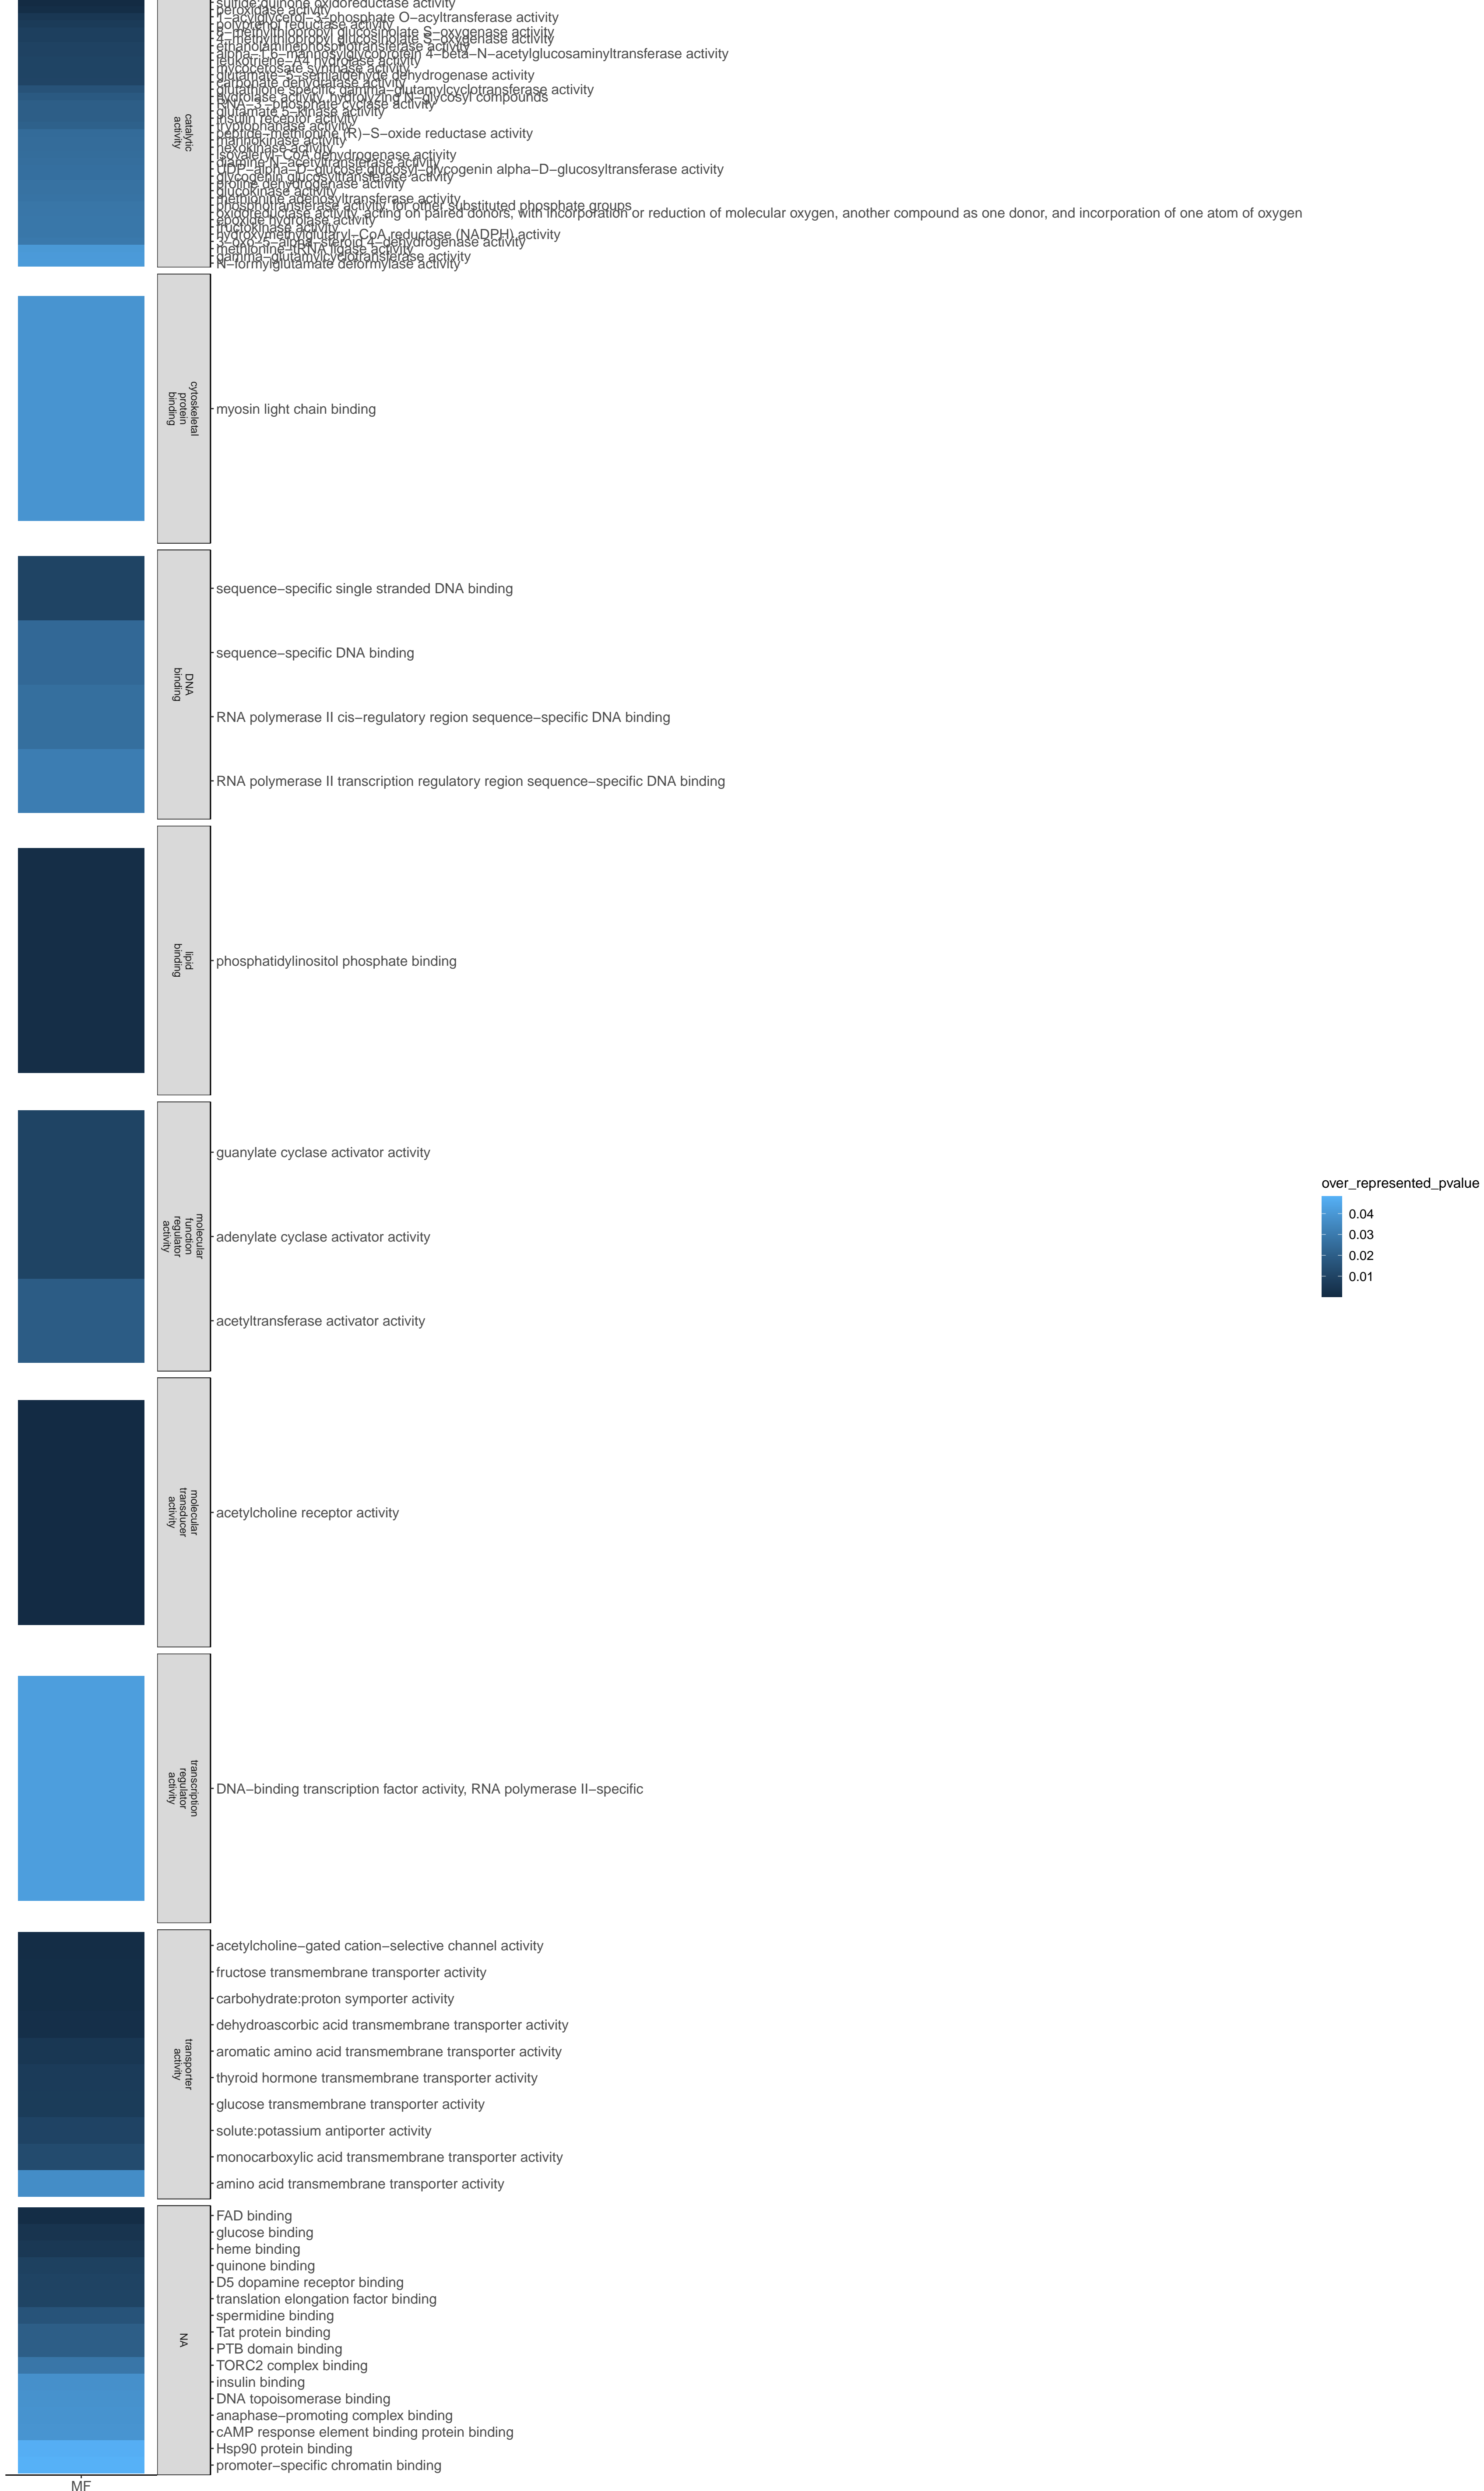 sulfide:quinone oxidoreductase activity
peroxidase activity
1−acylglycerol−3−phosphate O−acyltransferase activity
polyprenol reductase activity
8−methylthiopropyl glucosinolate S−oxygenase activity
4−methylthiopropyl glucosinolate S−oxygenase activity
ethanolaminephosphotransferase activity
alpha−1,6−mannosylglycoprotein 4−beta−N−acetylglucosaminyltransferase activity
leukotriene−A4 hydrolase activity
mycocerosate synthase activity
glutamate−5−semialdehyde dehydrogenase activity
carbonate dehydratase activity
glutathione specific gamma−glutamylcyclotransferase activity
hydrolase activity, hydrolyzing N−glycosyl compounds
RNA−3'−phosphate cyclase activity
glutamate 5−kinase activity
insulin receptor activity
tryptophanase activity
peptide−methionine (R)−S−oxide reductase activity
mannokinase activity
hexokinase activity
isovaleryl−CoA dehydrogenase activity
diamine N−acetyltransferase activity
UDP−alpha−D−glucose:glucosyl−glycogenin alpha−D−glucosyltransferase activity
glycogenin glucosyltransferase activity
proline dehydrogenase activity
glucokinase activity
methionine adenosyltransferase activity
phosphotransferase activity, for other substituted phosphate groups
oxidoreductase activity, acting on paired donors, with incorporation or reduction of molecular oxygen, another compound as one donor, and incorporation of one atom of oxygen
epoxide hydrolase activity
fructokinase activity
hydroxymethylglutaryl−CoA reductase (NADPH) activity
3−oxo−5−alpha−steroid 4−dehydrogenase activity
methionine−tRNA ligase activity
gamma−glutamylcyclotransferase activity
N−formylglutamate deformylase activity
catalytic
activity
myosin light chain binding
cytoskeletal
protein
binding
sequence−specific single stranded DNA binding
sequence−specific DNA binding
RNA polymerase II cis−regulatory region sequence−specific DNA binding
RNA polymerase II transcription regulatory region sequence−specific DNA binding
DNA
binding
phosphatidylinositol phosphate binding
lipid
binding
guanylate cyclase activator activity
adenylate cyclase activator activity
acetyltransferase activator activity
molecular
function
regulator
activity
over_represented_pvalue
0.04
0.03
0.02
0.01
acetylcholine receptor activity
molecular
transducer
activity
DNA−binding transcription factor activity, RNA polymerase II−specific
transcription
regulator
activity
acetylcholine−gated cation−selective channel activity
fructose transmembrane transporter activity
carbohydrate:proton symporter activity
dehydroascorbic acid transmembrane transporter activity
aromatic amino acid transmembrane transporter activity
thyroid hormone transmembrane transporter activity
glucose transmembrane transporter activity
solute:potassium antiporter activity
monocarboxylic acid transmembrane transporter activity
amino acid transmembrane transporter activity
transporter
activity
FAD binding
glucose binding
heme binding
quinone binding
D5 dopamine receptor binding
translation elongation factor binding
spermidine binding
Tat protein binding
PTB domain binding
TORC2 complex binding
insulin binding
DNA topoisomerase binding
anaphase−promoting complex binding
cAMP response element binding protein binding
Hsp90 protein binding
promoter−specific chromatin binding
NA
MF